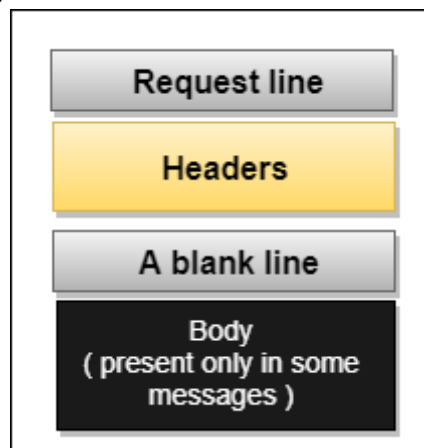 Request line
Headers
A blank line
Body
( present only in some
messages )